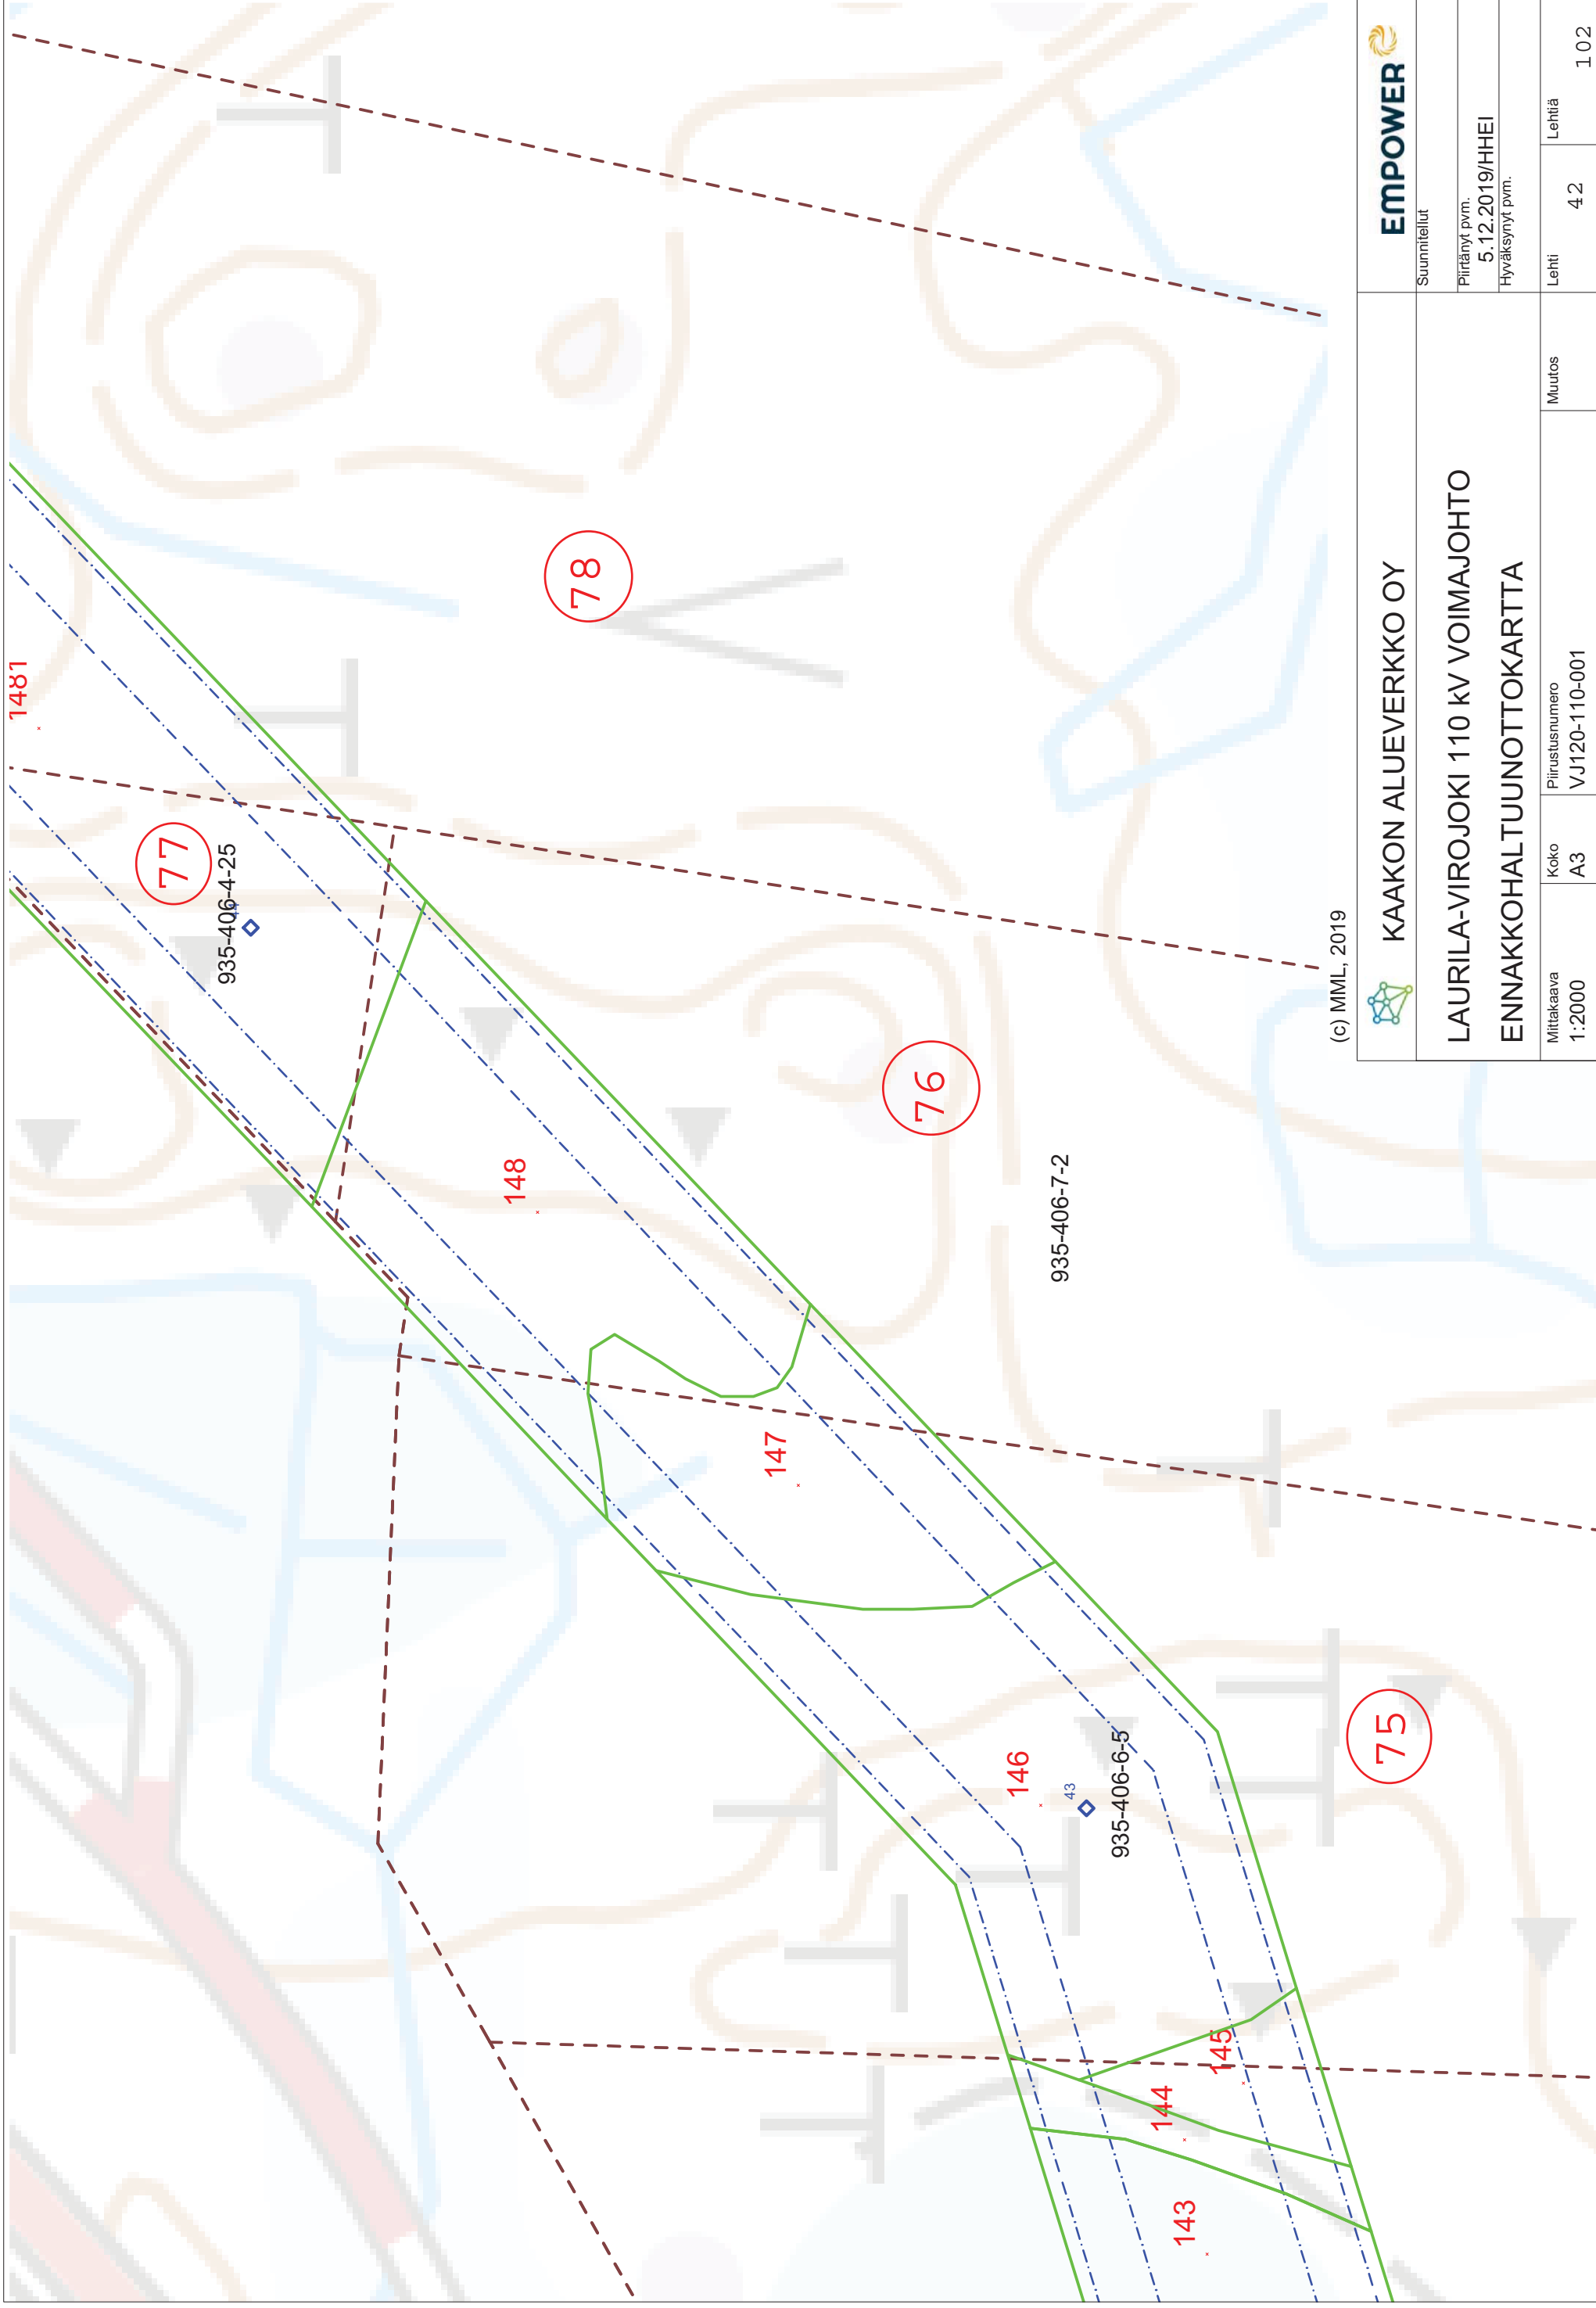 1481
77
935-406-4-25
44
78
148
76
935-406-7-2
147
146
43
935-406-6-5
75
145
144
143
(c) MML, 2019
KAAKON ALUEVERKKO OY
EMPOWER
LAURILA-VIROJOKI 110 kV VOIMAJOHTO
ENNAKKOHALTUUNOTTOKARTTA
Suunnitellut
Piirtänyt pvm.
5.12.2019/HHEI
Hyväksynyt pvm.
Mittakaava
1:2000
Koko
A3
Piirustusnumero
VJ120-110-001
Muutos
Lehti
42
Lehtiä
102